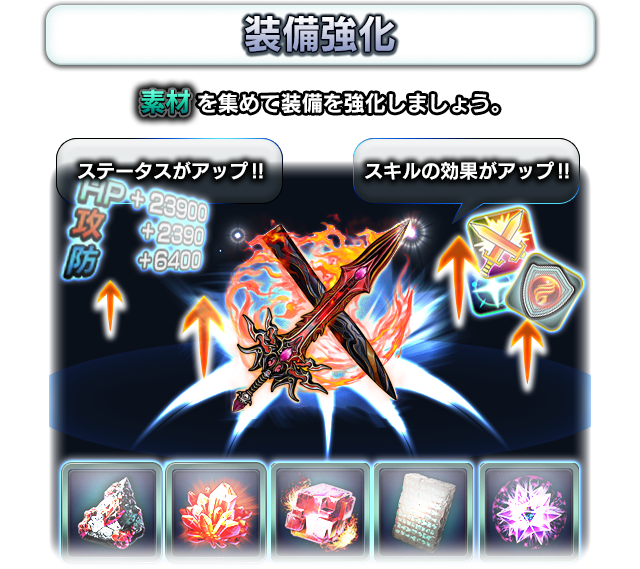 装備強化
素材を集めて装備を強化しましょう。
ステータスがアップ!!
スキルの効果がアップ!!
HP+23900
攻+2390
防+6400